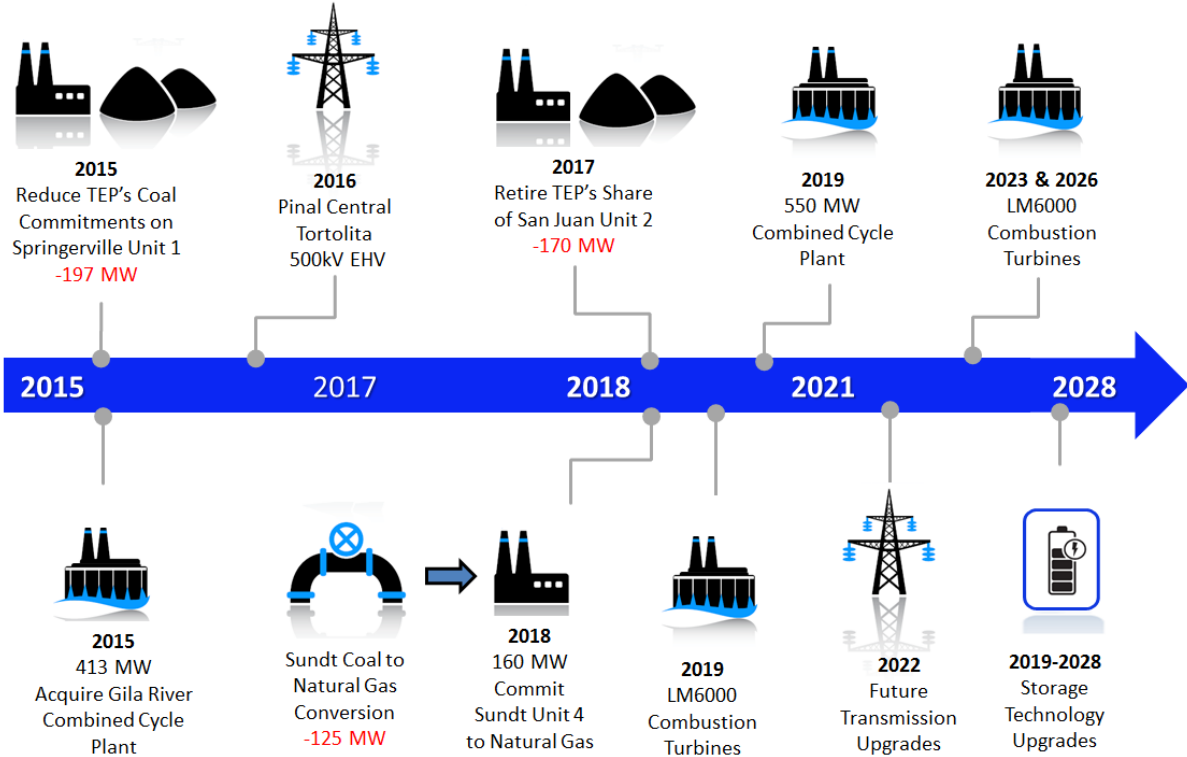 2015
Reduce TEP's Coal
Commitments on
Springerville Unit 1
-197 MW
2016
Pinal Central
Tortolita
500kV EHV
2017
Retire TEP's Share
of San Juan Unit 2
-170 MW
2019
550 MW
Combined Cycle
Plant
2023 & 2026
LM6000
Combustion
Turbines
2015
2017
2018
2021
2028
2015
413 MW
Acquire Gila River
Combined Cycle
Plant
Sundt Coal to
Natural Gas
Conversion
-125 MW
2018
160 MW
Commit
Sundt Unit 4
to Natural Gas
2019
LM6000
Combustion
Turbines
2022
Future
Transmission
Upgrades
2019-2028
Storage
Technology
Upgrades